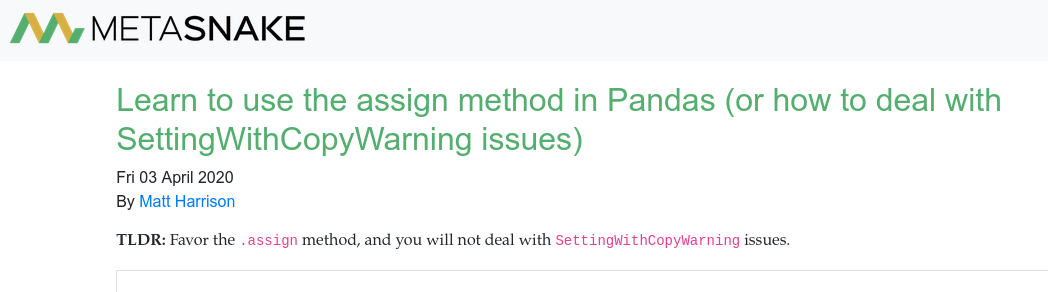 METASNAKE
Learn to use the assign method in Pandas (or how to deal with
SettingWithCopyWarning issues)
Fri 03 April 2020
By Matt Harrison
TLDR: Favor the .assign method, and you will not deal with SettingWithCopyWarning issues.